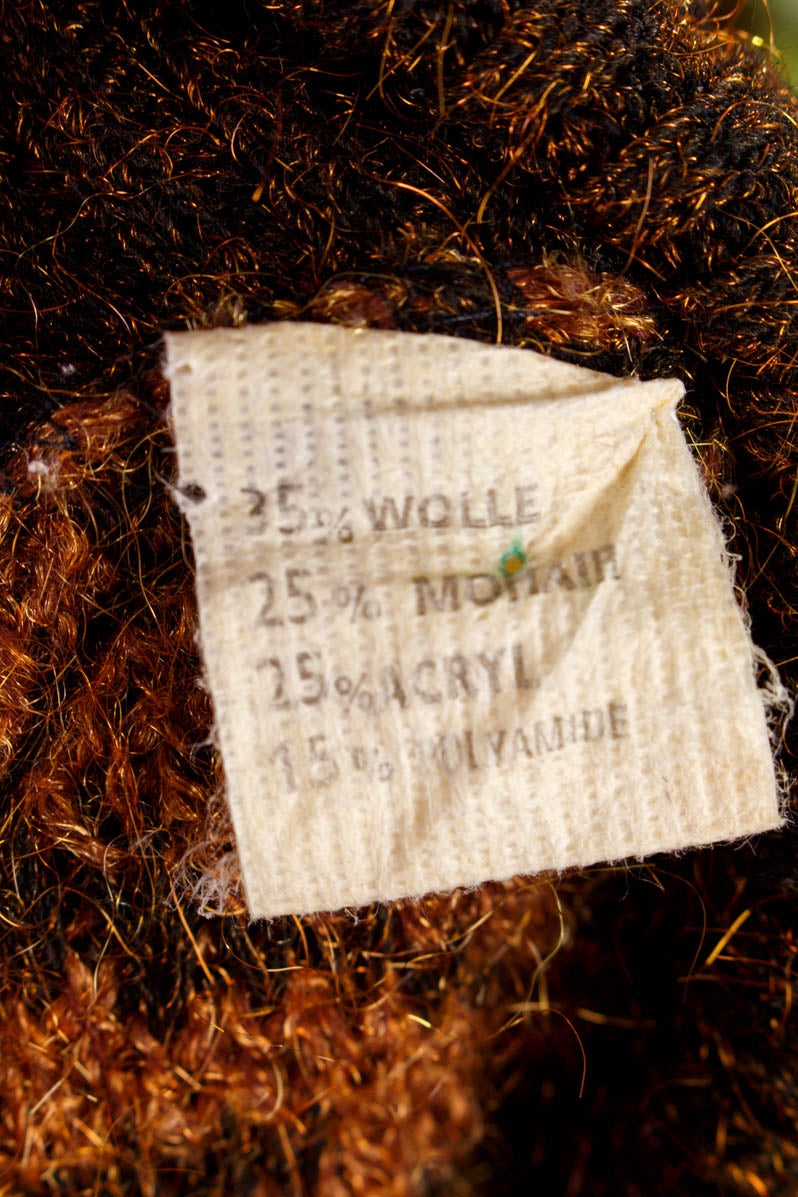 35% WOLLE
25% MOHAIR
25% ACRYL
15% POLYAMIDE